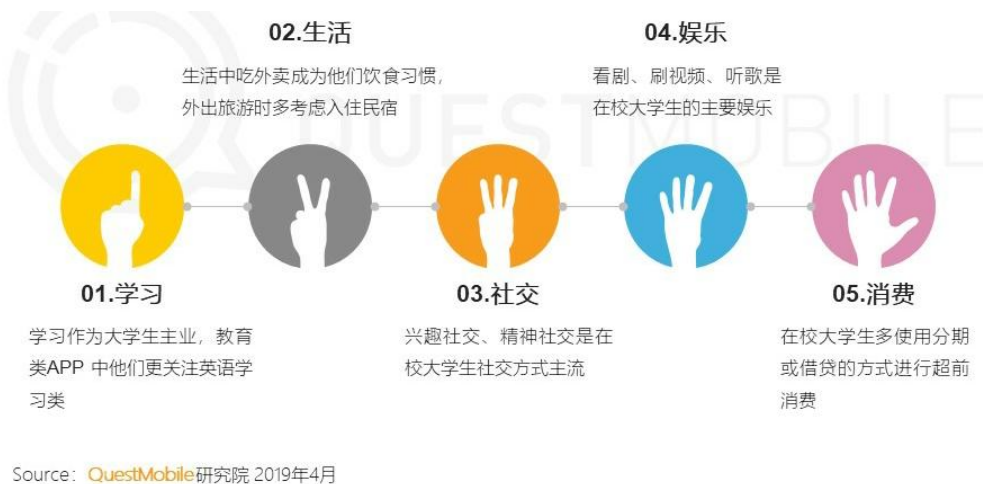 02.生活
生活中吃外卖成为他们饮食习惯，
外出旅游时多考虑入住民宿
04.娱乐
看剧、刷视频、听歌是
在校大学生的主要娱乐
QUESTMOBILE
01.学习
学习作为大学生主业，教育
类APP 中他们更关注英语学
习类
03.社交
兴趣社交、精神社交是在
校大学生社交方式主流
05.消费
在校大学生多使用分期
或借贷的方式进行超前
消费
Source：QuestMobile研究院 2019年4月